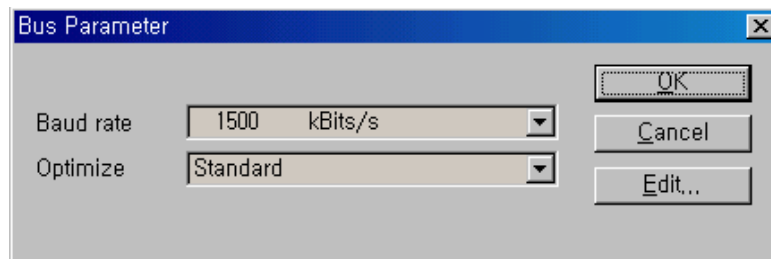 Bus Parameter
OK
Baud rate 1500 kBits/s
Cancel
Optimize Standard
Edit...